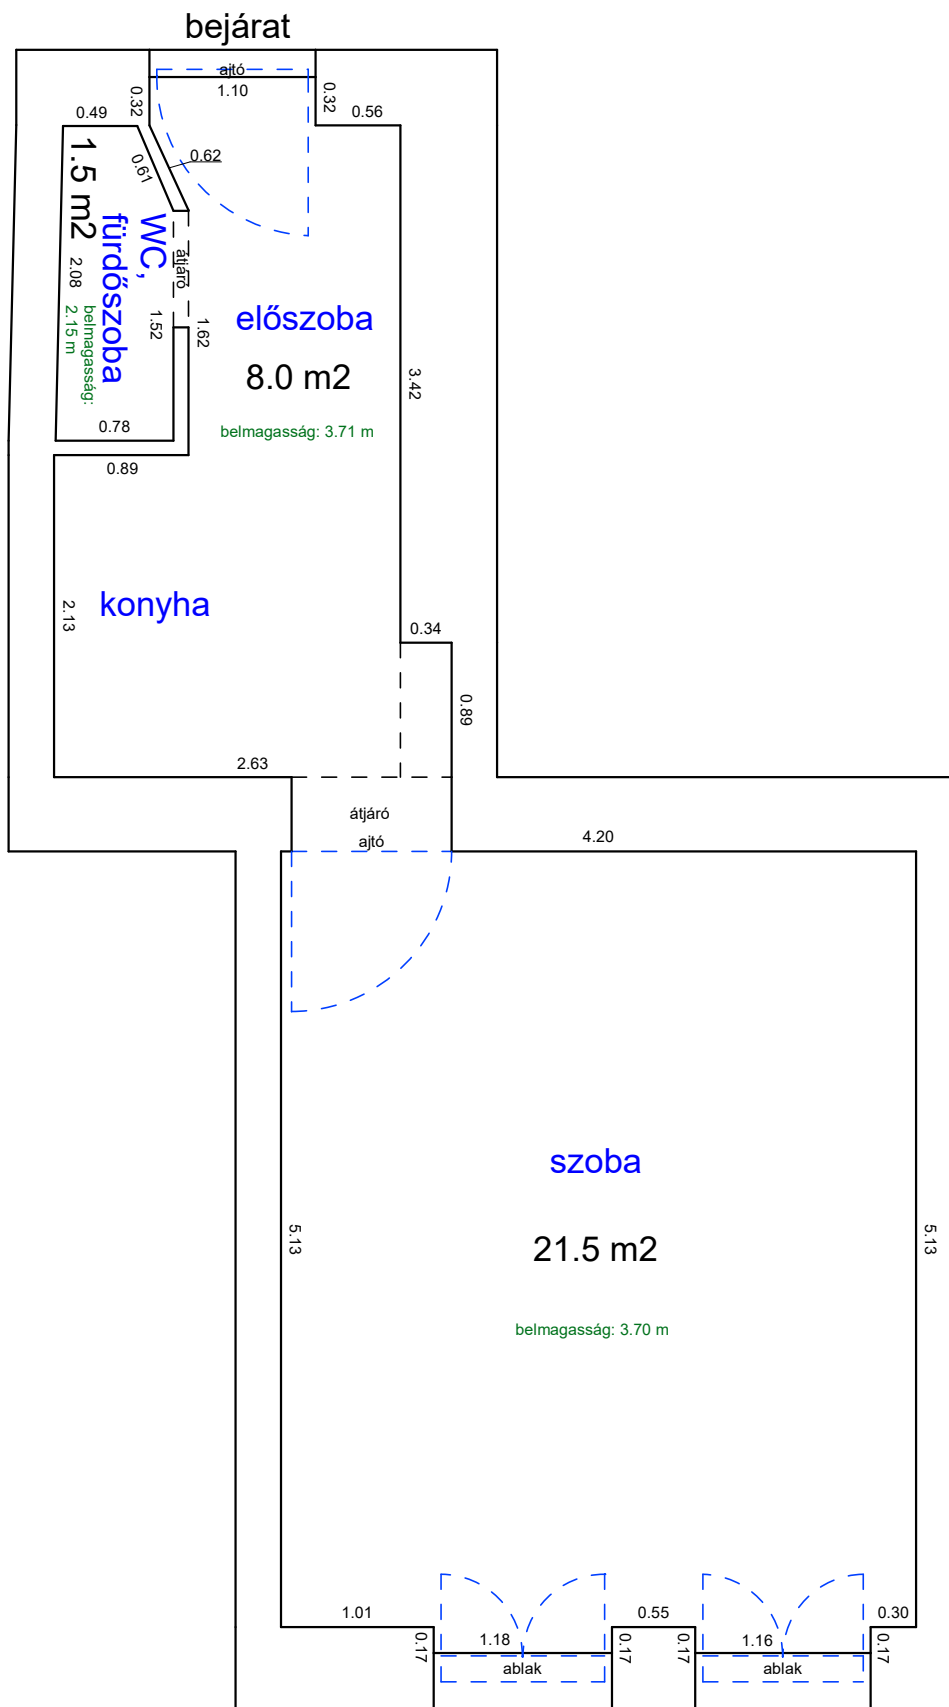 bejárat
ajtó
1.10
0.32
0.32
0.49
0.56
0.61
0.62
1.5 m2
WC,
fürdőszoba
2.08
belmagasság:
2.15 m
átjáró
1.52
1.62
előszoba
8.0 m2
belmagasság: 3.71 m
3.42
0.78
0.89
2.13
konyha
0.34
0.89
2.63
átjáró
ajtó
4.20
szoba
21.5 m2
belmagasság: 3.70 m
5.13
5.13
1.01
0.17
1.18
ablak
0.17
0.55
0.17
1.16
ablak
0.17
0.30